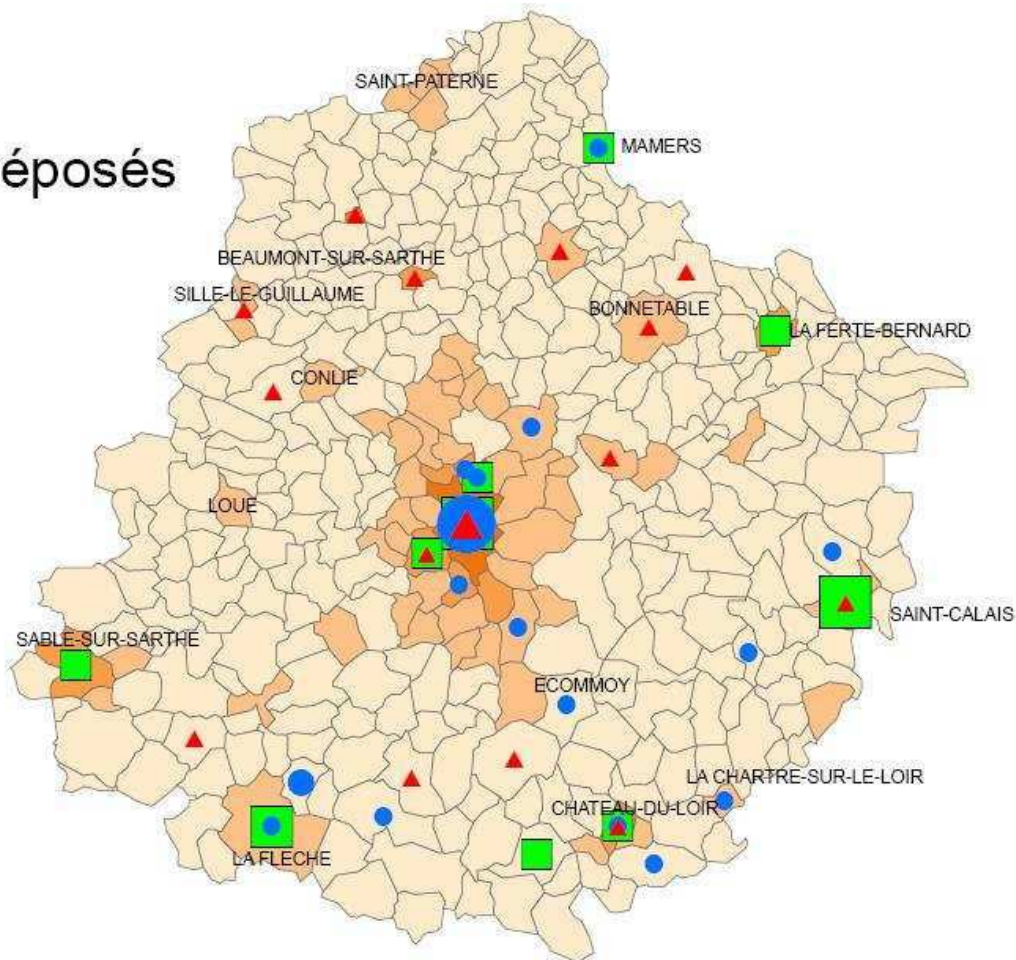 SAINT-PATERNE
MAMERS
éposés
BEAUMONT-SUR-SARTHE
SILLE-LE-GUILLAUME
BONNETABLE
LA FERTE-BERNARD
CONLIE
LOUE
SAINT-CALAIS
SABLE-SUR-SARTHE
ECOMMOY
LA CHARTRE-SUR-LE-LOIR
CHATEAU-DU-LOIR
LA FLECHE